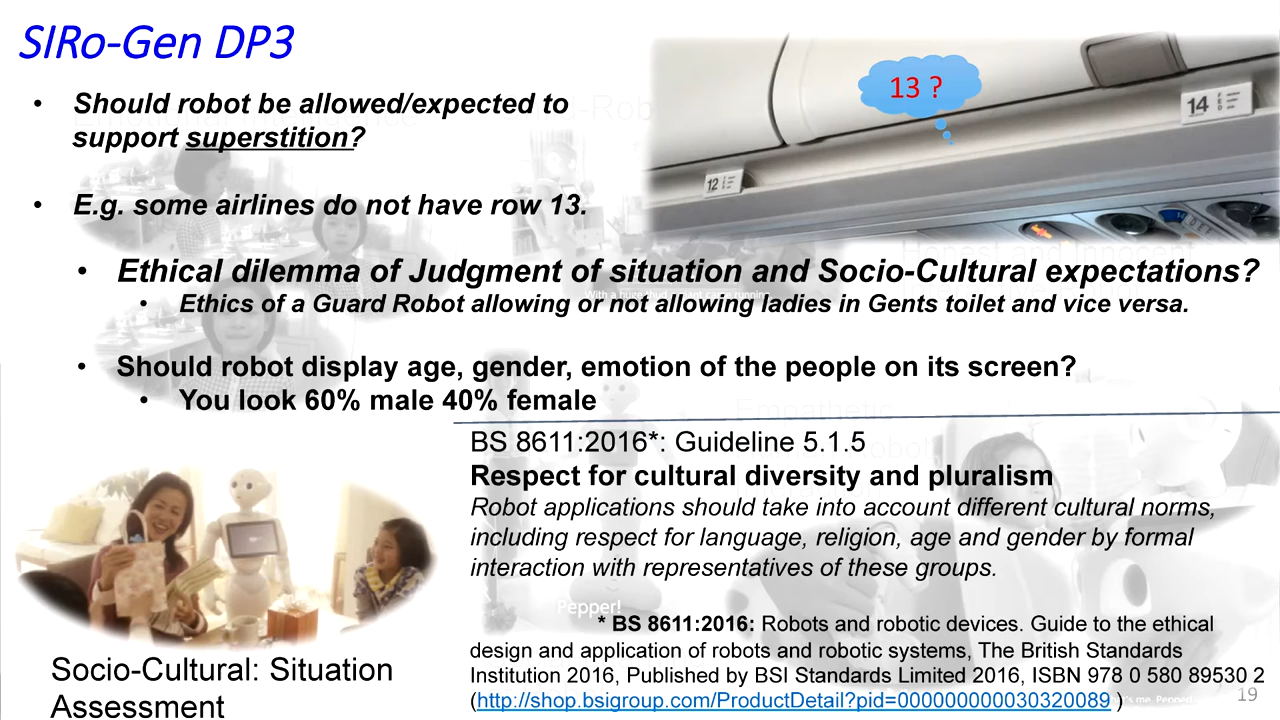 SIRo-Gen DP3
• Should robot be allowed/expected to
support superstition?
• E.g. some airlines do not have row 13.
13 ?
14
12
• Ethical dilemma of Judgment of situation and Socio-Cultural expectations?
• Ethics of a Guard Robot allowing or not allowing ladies in Gents toilet and vice versa.
• Should robot display age, gender, emotion of the people on its screen?
• You look 60% male 40% female
BS 8611:2016*: Guideline 5.1.5
Respect for cultural diversity and pluralism
Robot applications should take into account different cultural norms,
including respect for language, religion, age and gender by formal
interaction with representatives of these groups.
Pepper!
* BS 8611:2016: Robots and robotic devices. Guide to the ethical
design and application of robots and robotic systems, The British Standards
Institution 2016, Published by BSI Standards Limited 2016, ISBN 978 0 580 89530 2
(http://shop.bsigroup.com/ProductDetail?pid=000000000030320089 )
19
Socio-Cultural: Situation
Assessment